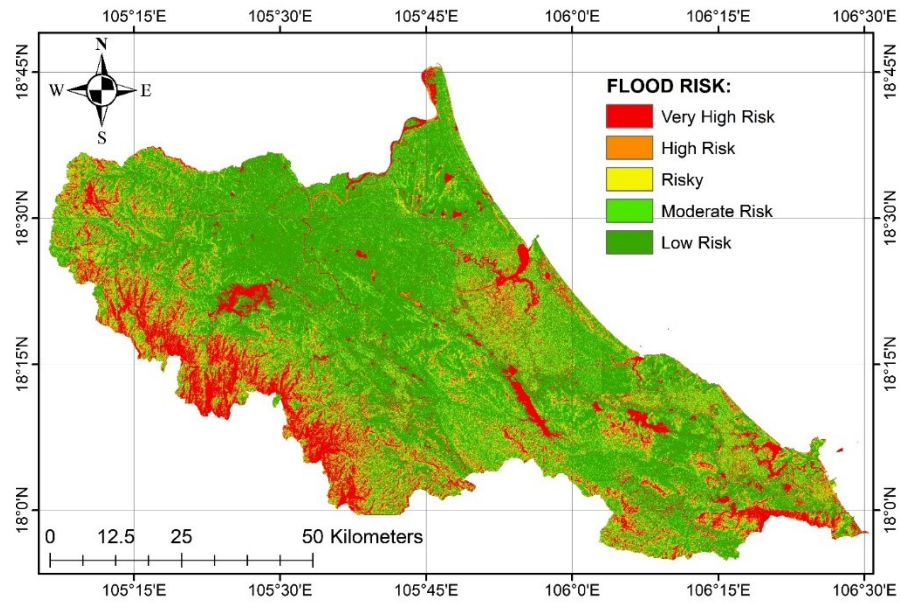 105°15'E 105°30'E 105°45'E 106°0'E 106°15'E 106°30'E
N
W E
S
18°45'N 18°45'N
FLOOD RISK:
Very High Risk
High Risk
Risky
Moderate Risk
Low Risk
18°30'N 18°30'N
18°15'N 18°15'N
18°0'N 18°0'N
0 12.5 25 50 Kilometers
105°15'E 105°30'E 105°45'E 106°0'E 106°15'E 106°30'E